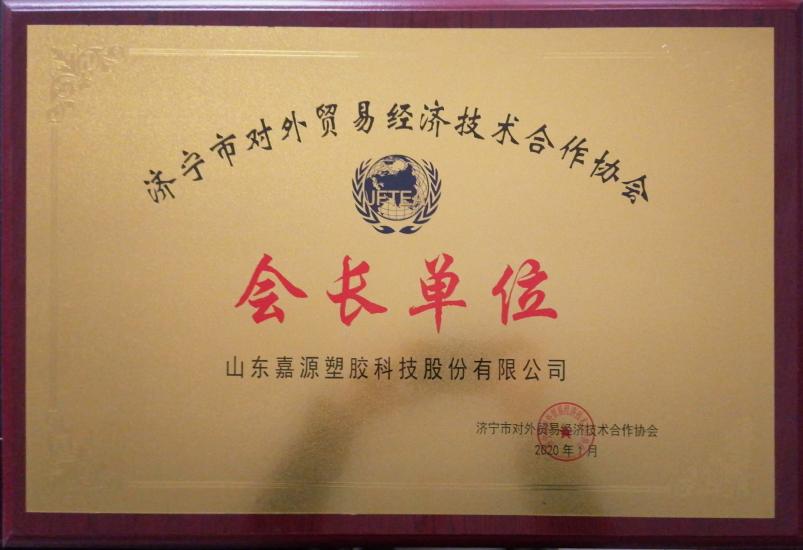 济宁市对外贸易经济技术合作协会
JFTEA
会长单位
山东嘉源塑胶科技股份有限公司
济宁市对外贸易经济技术合作协会
2020年1月